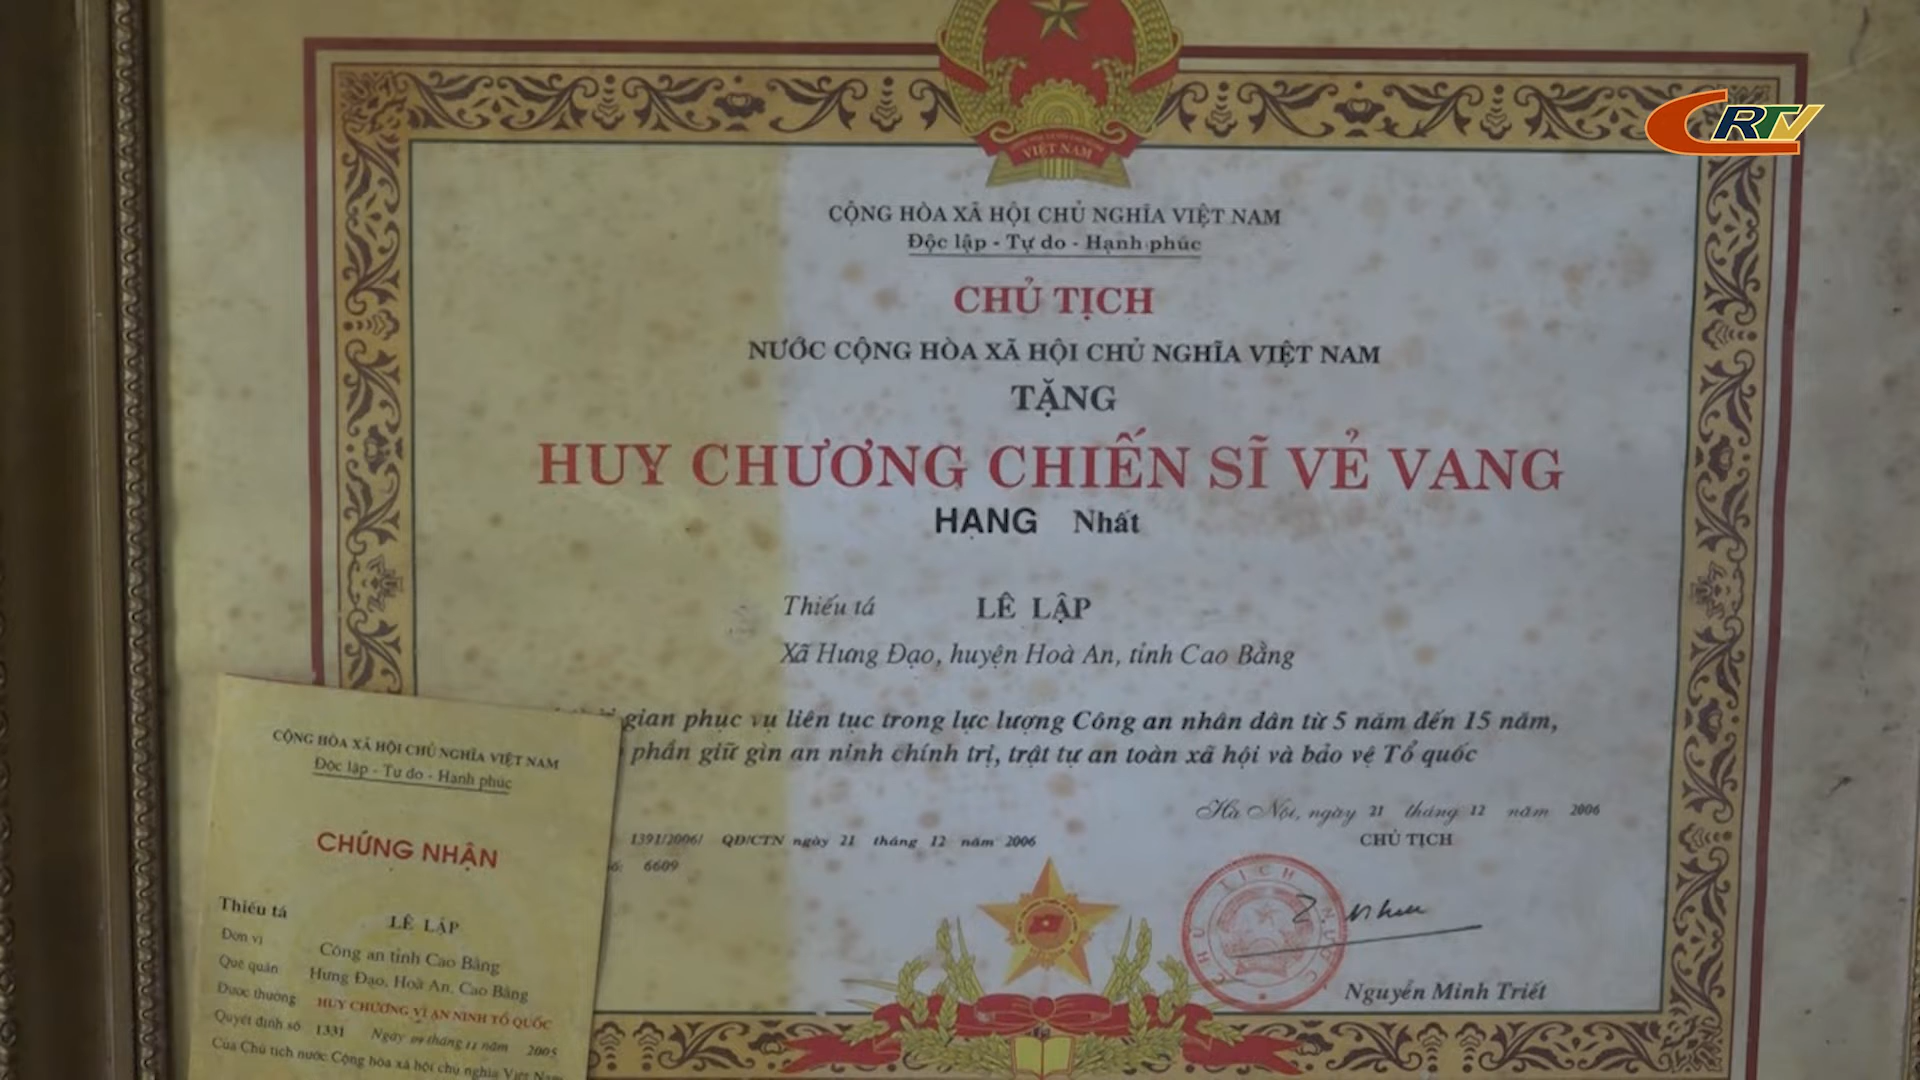 CRTV
VIỆT NAM
CỘNG HÒA XÃ HỘI CHỦ NGHĨA VIỆT NAM
Độc lập - Tự do - Hạnh phúc
CHỦ TỊCH
NƯỚC CỘNG HÒA XÃ HỘI CHỦ NGHĨA VIỆT NAM
TẶNG
HUY CHƯƠNG CHIẾN SĨ VẺ VANG
HẠNG Nhất
Thiếu tá LÊ LẬP
Xã Hưng Đạo, huyện Hoà An, tỉnh Cao Bằng
gian phục vụ liên tục trong lực lượng Công an nhân dân từ 5 năm đến 15 năm,
phần giữ gìn an ninh chính trị, trật tự an toàn xã hội và bảo vệ Tổ quốc
Hà Nội, ngày 21 tháng 12 năm 2006
CHỦ TỊCH
1391/2006/ QĐ/CTN ngày 21 tháng 12 năm 2006
6609
CHỦ TỊCH NƯỚC
Nguyễn Minh Triết
CỘNG HÒA XÃ HỘI CHỦ NGHĨA VIỆT NAM
Độc lập - Tự do - Hạnh phúc
CHỨNG NHẬN
Thiếu tá LÊ LẬP
Đơn vị Công an tỉnh Cao Bằng
Quê quán Hưng Đạo, Hoà An, Cao Bằng
Được thưởng HUY CHƯƠNG VÌ AN NINH TỔ QUỐC
Quyết định số 1331 Ngày 09 tháng 11 năm 2005
Của Chủ tịch nước Cộng hòa xã hội chủ nghĩa Việt Nam